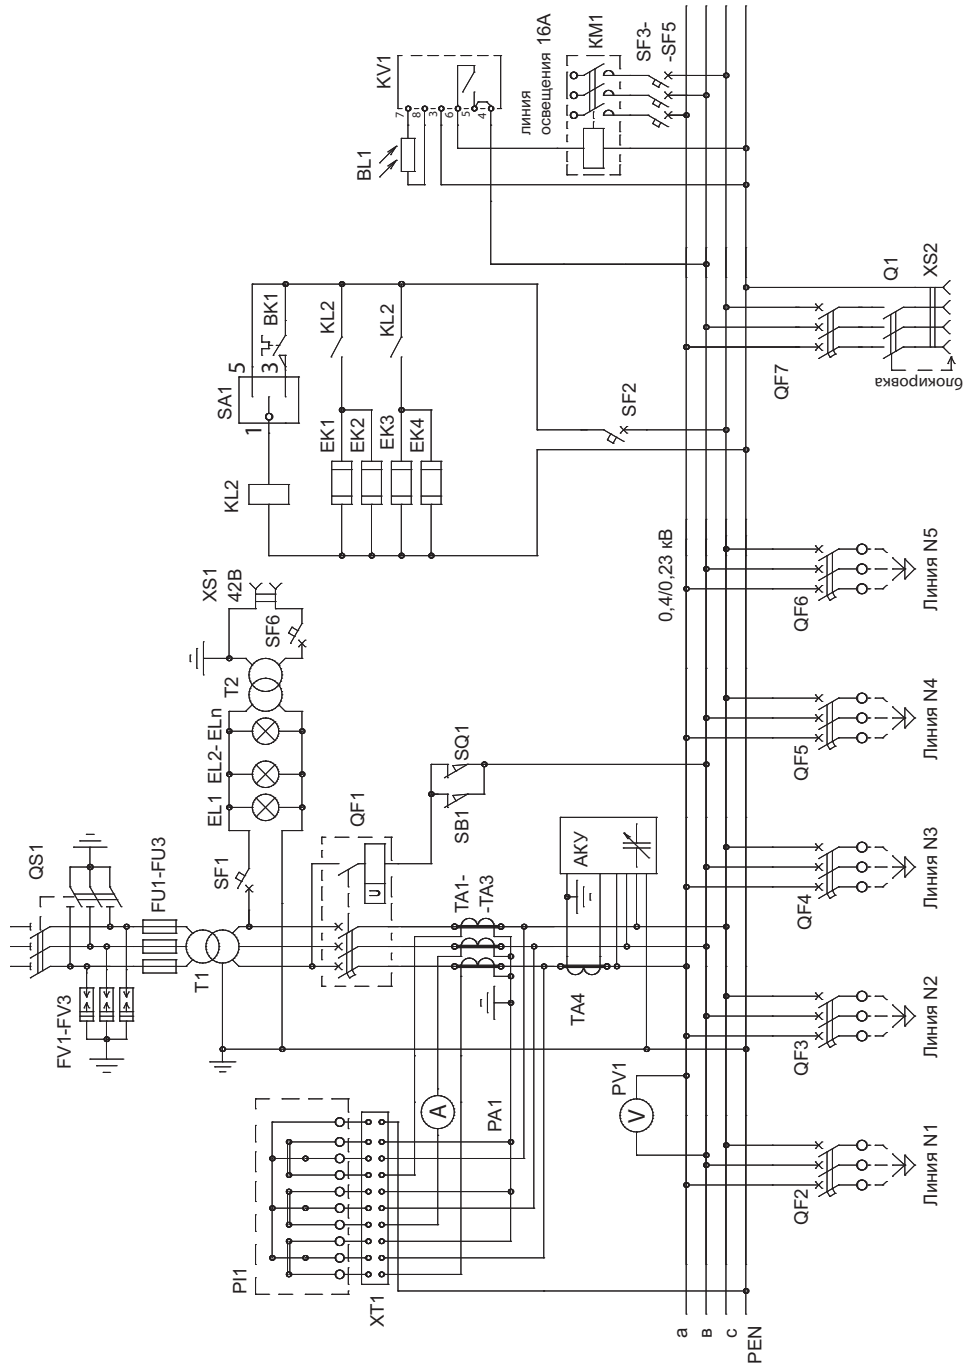 QS1
FU1-FU3
T1
FV1-FV3
SF1
EL1
EL2-
ELn
T2
SF6
XS1
42В
QF1
U
SB1
SQ1
TA1-
-TA3
TA4
АКУ
PI1
XT1
A
PA1
V
PV1
KL2
SA1
1
5
3
BK1
EK1
EK2
EK3
EK4
KL2
KL2
SF2
BL1
KV1
7
8
3
6
5
4
линия
освещения 16А
KM1
SF3-
-SF5
0,4/0,23 кВ
a
в
c
PEN
QF2
Линия N1
QF3
Линия N2
QF4
Линия N3
QF5
Линия N4
QF6
Линия N5
QF7
Q1
XS2
блокировка